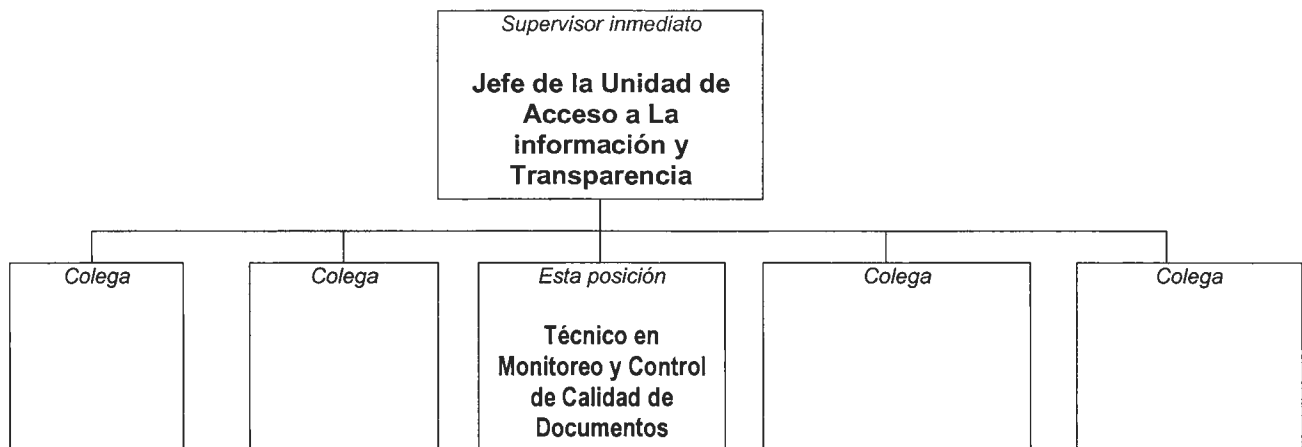 Supervisor inmediato
Jefe de la Unidad de
Acceso a La
información y
Transparencia
Colega
Colega
Esta posición
Técnico en
Monitoreo y Control
de Calidad de
Documentos
Colega
Colega